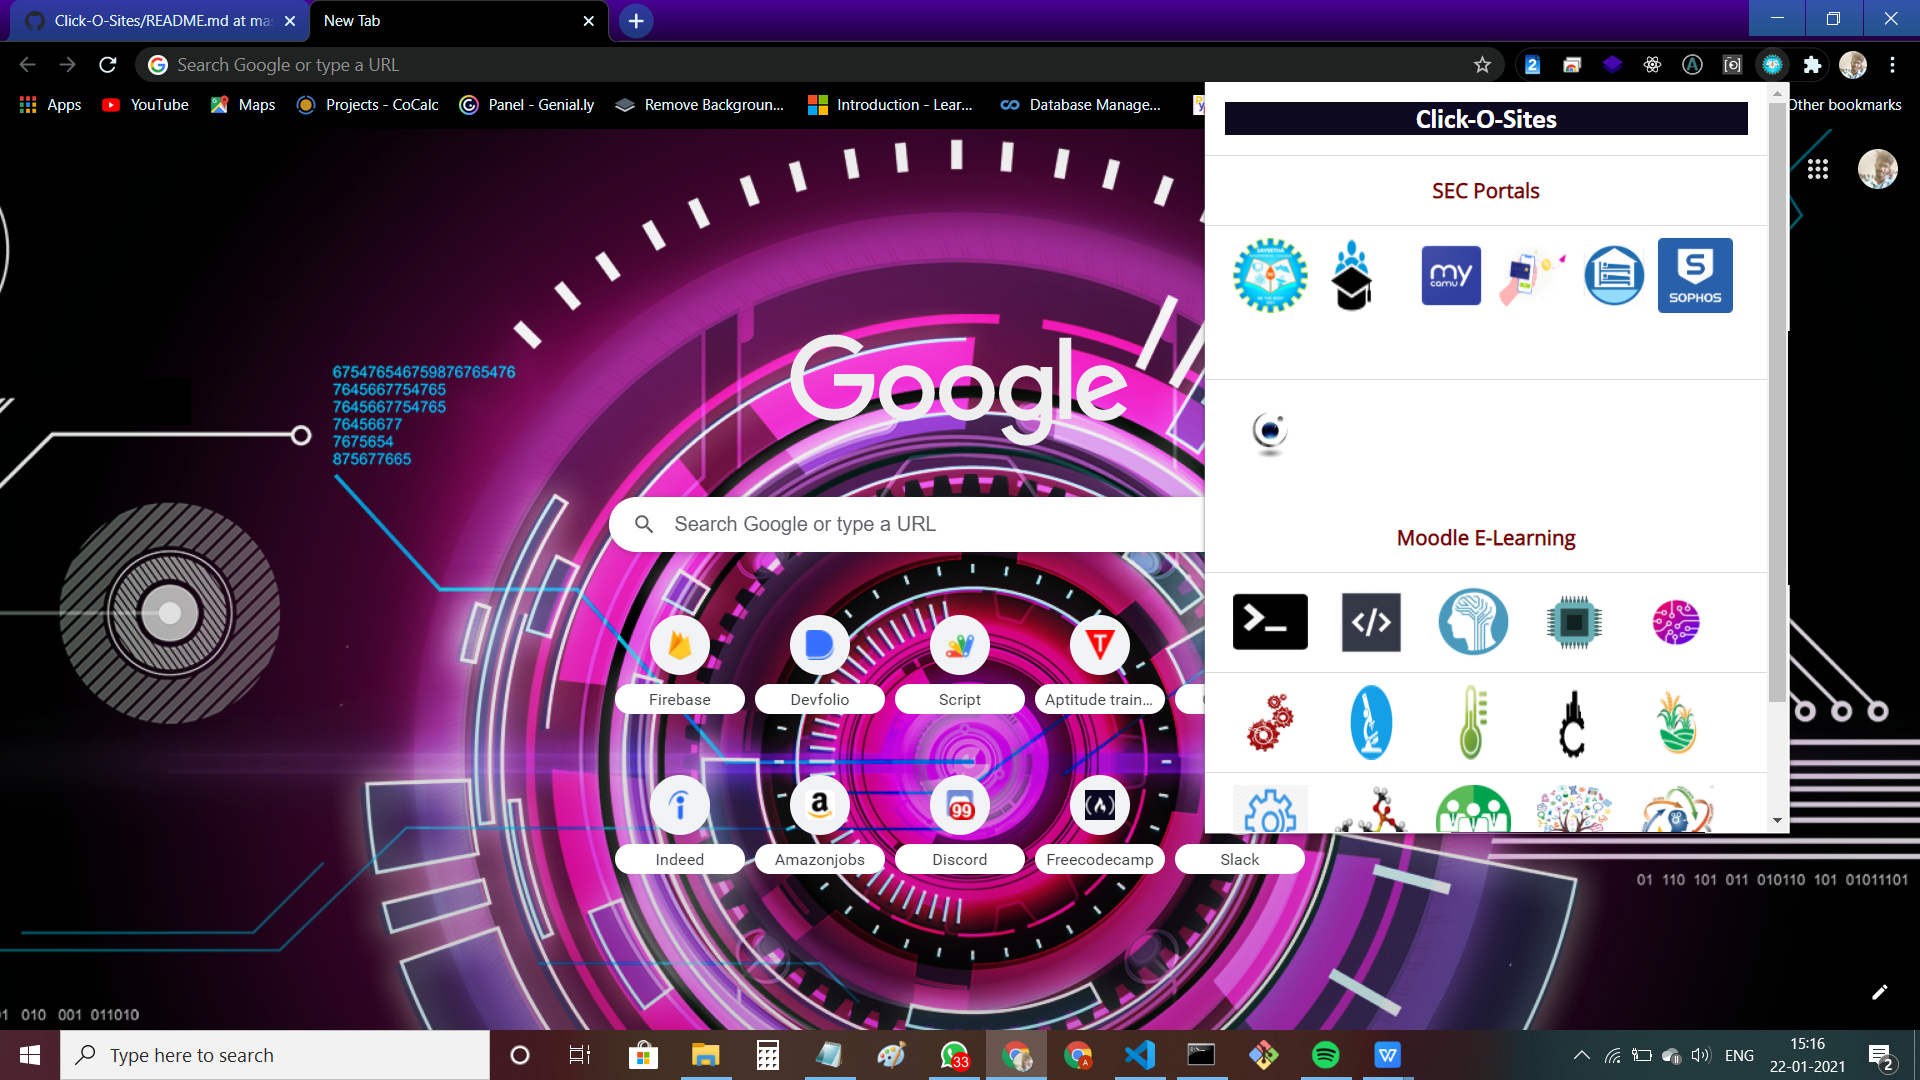 Click-O-Sites/README.md at mas
New Tab
Search Google or type a URL
2
A
Apps
YouTube
Maps
Projects - CoCalc
Panel - Genial.ly
Remove Backgroun...
Introduction - Lear...
Database Manage...
Other bookmarks
Click-O-Sites
SEC Portals
my
camu
S
SOPHOS
675476546759876765476
7645667754765
7645667754765
76456677
7675654
875677665
Google
Search Google or type a URL
Moodle E-Learning
Firebase
Devfolio
Script
Aptitude train...
99
Indeed
Amazonjobs
Discord
Freecodecamp
Slack
01 110 101 011 010110 101 01011101
1 010 001 011010
Type here to search
33
A
W
ENG
15:16
22-01-2021
2